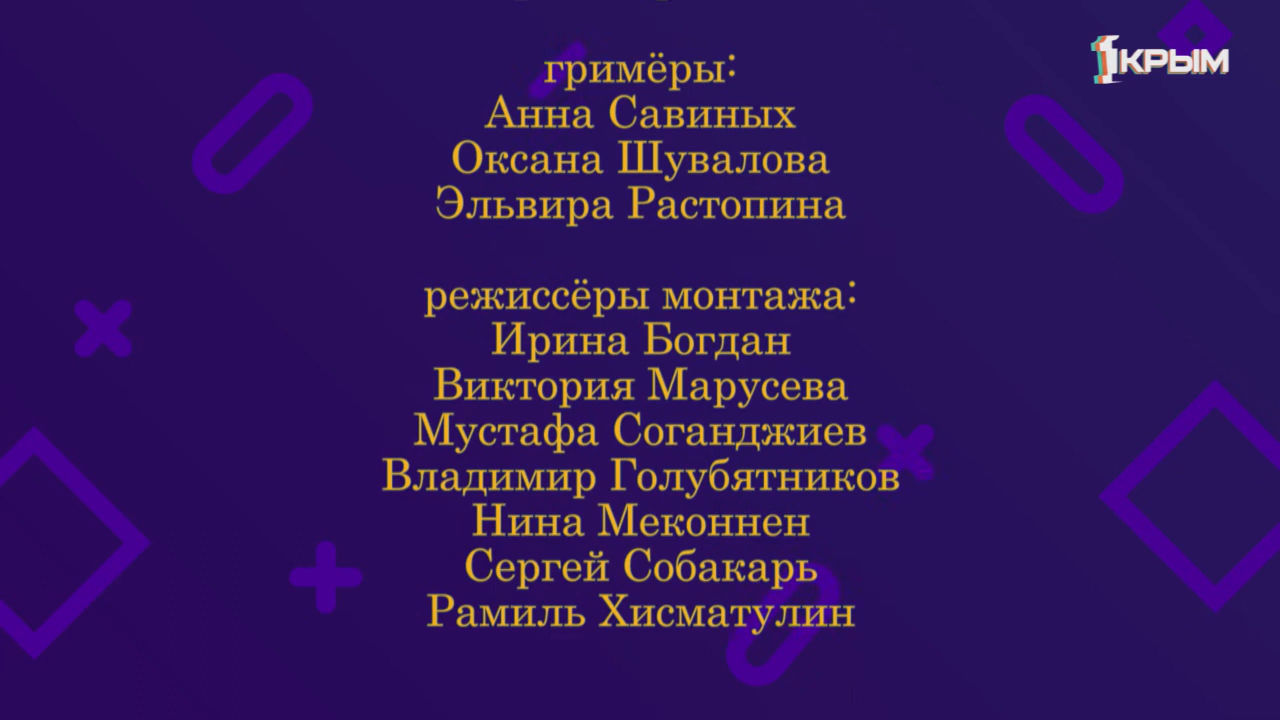 1КРЫМ
гримёры:
Анна Савиных
Оксана Шувалова
Эльвира Растопина
режиссёры монтажа:
Ирина Богдан
Виктория Марусева
Мустафа Соганджиев
Владимир Голубятников
Нина Меконнен
Сергей Собакарь
Рамиль Хисматулин